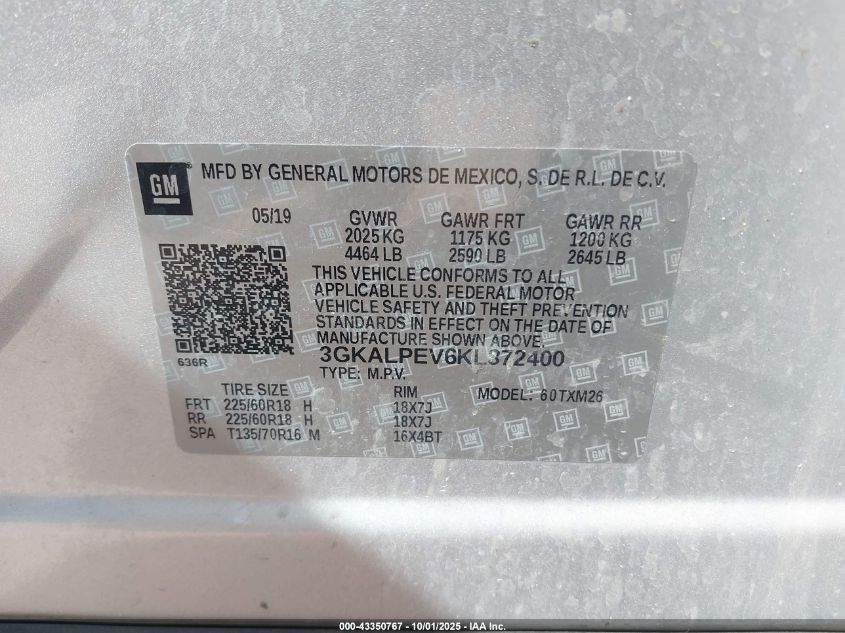 GM MFD BY GENERAL MOTORS DE MEXICO, S. DE R.L. DE C.V.
05/19 GVWR GAWR FRT GAWR RR
2025 KG 1175 KG 1200 KG
4464 LB 2590 LB 2645 LB
THIS VEHICLE CONFORMS TO ALL
APPLICABLE U.S. FEDERAL MOTOR
VEHICLE SAFETY AND THEFT PREVENTION
STANDARDS IN EFFECT ON THE DATE OF
MANUFACTURE SHOWN ABOVE.
636R 3GKALPEV6KL372400
TYPE: M.P.V.
TIRE SIZE RIM MODEL: 60TXM26
FRT 225/60R18 H 18X7J
RR 225/60R18 H 18X7J
SPA T135/70R16 M 16X4BT
000-43350767 - 10/01/2025 - IAA Inc.